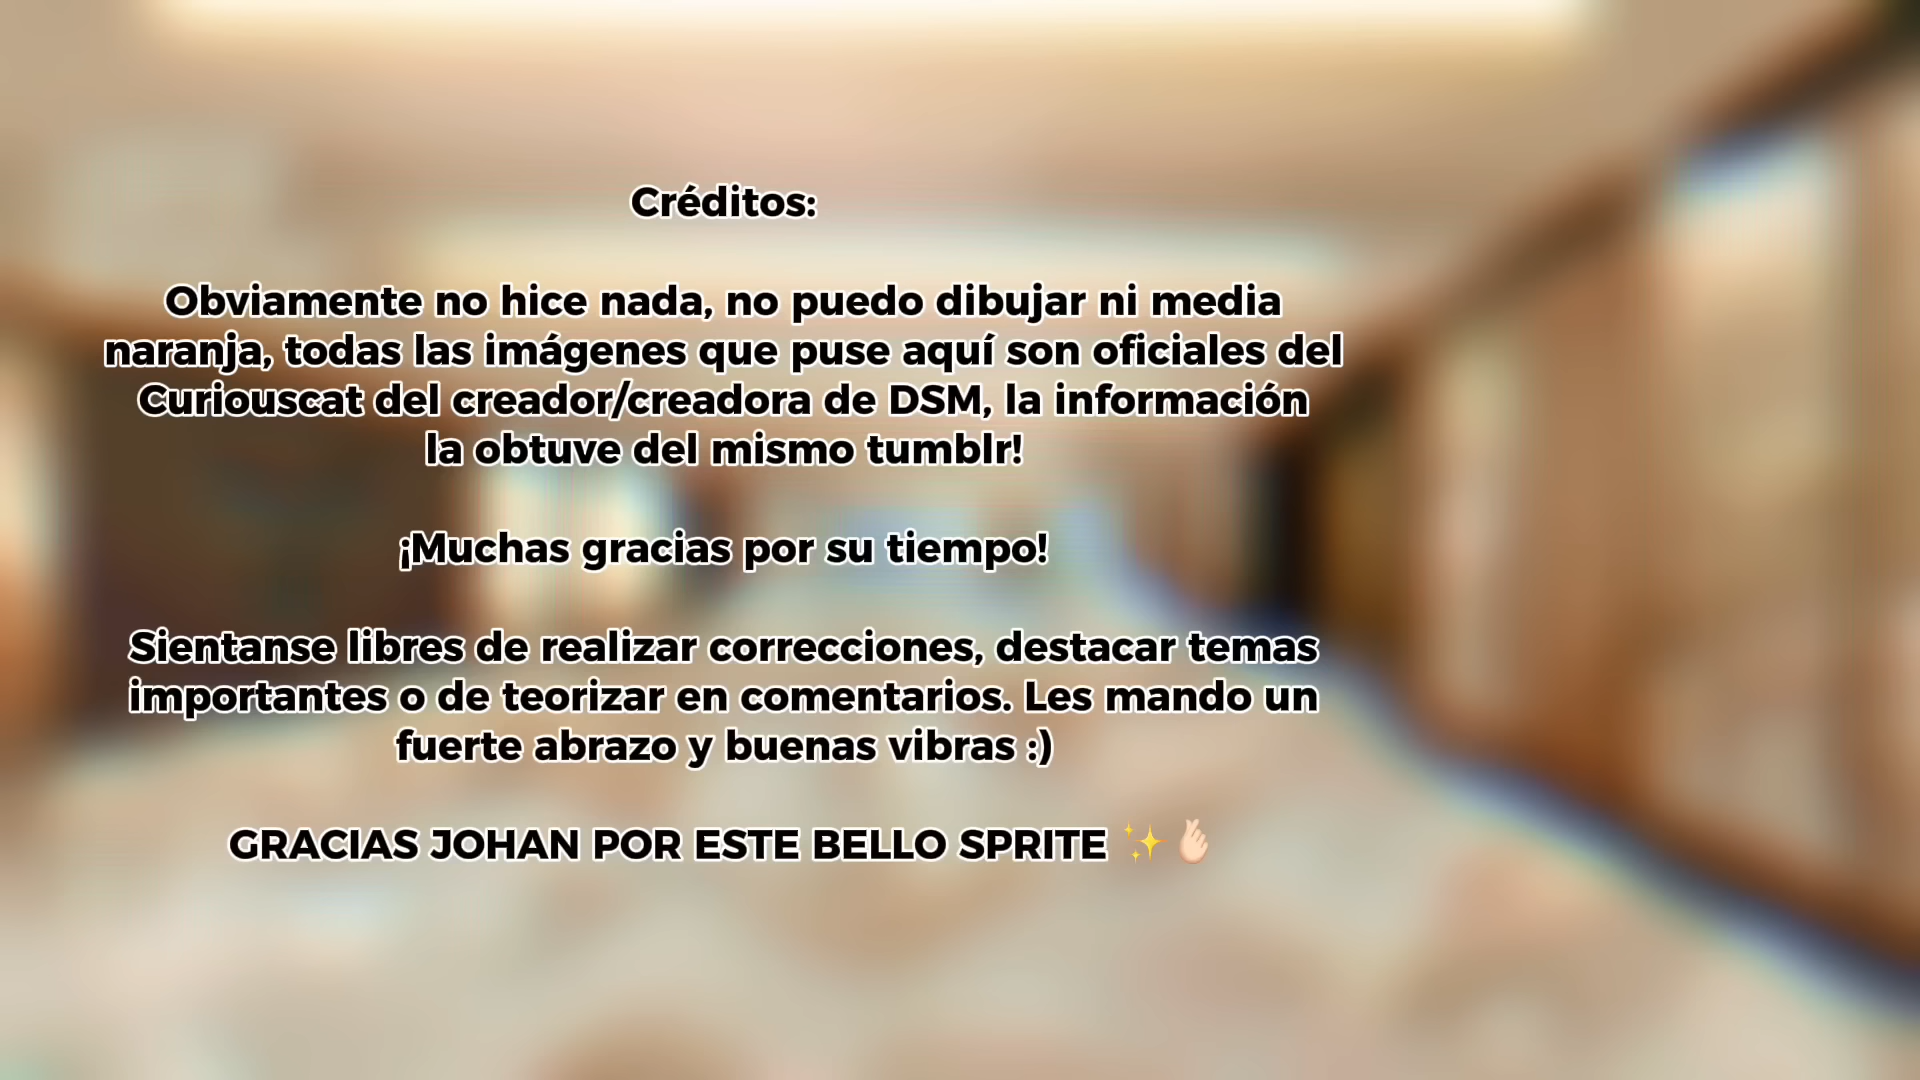 Créditos:
Obviamente no hice nada, no puedo dibujar ni media
naranja, todas las imágenes que puse aquí son oficiales del
Curiouscat del creador/creadora de DSM, la información
la obtuve del mismo tumblr!
¡Muchas gracias por su tiempo!
Sientanse libres de realizar correcciones, destacar temas
importantes o de teorizar en comentarios. Les mando un
fuerte abrazo y buenas vibras :)
GRACIAS JOHAN POR ESTE BELLO SPRITE ✨🫰🏻